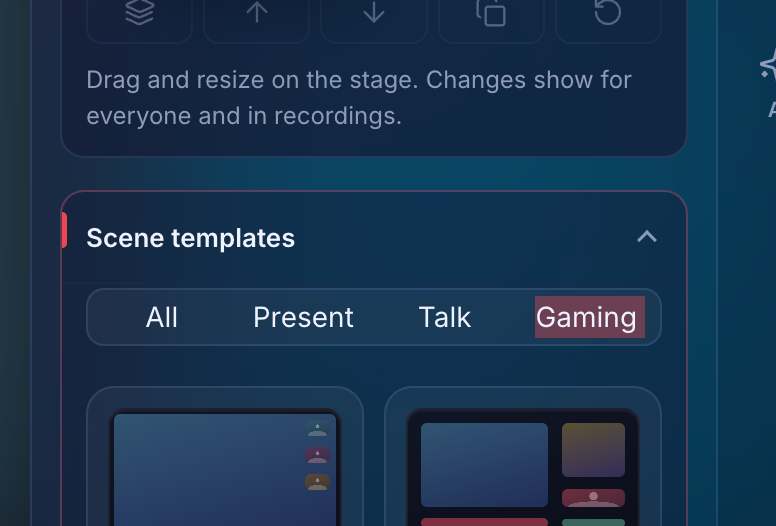 Drag and resize on the stage. Changes show for
everyone and in recordings.
Scene templates
All Present Talk Gaming